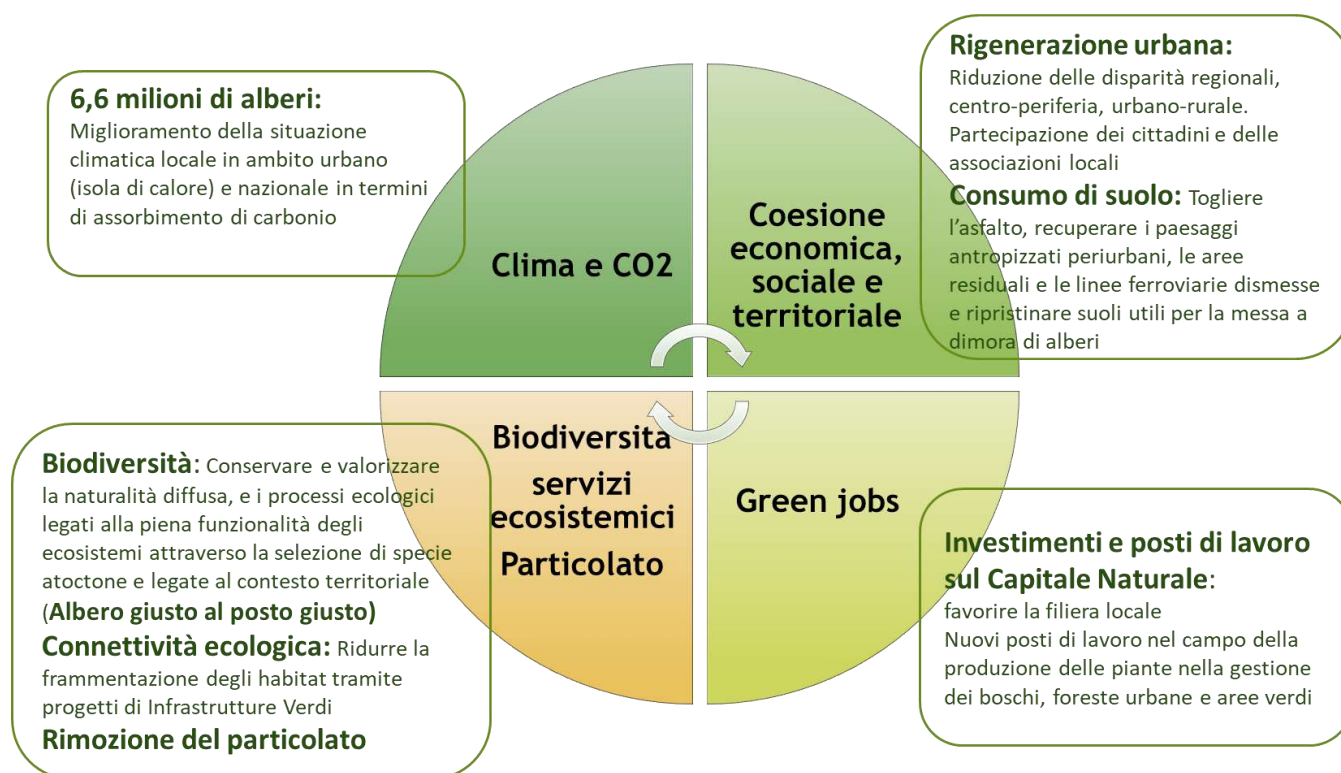 6,6 milioni di alberi:
Miglioramento della situazione
climatica locale in ambito urbano
(isola di calore) e nazionale in termini
di assorbimento di carbonio
Clima e CO2
Rigenerazione urbana:
Riduzione delle disparità regionali,
centro-periferia, urbano-rurale.
Partecipazione dei cittadini e delle
associazioni locali
Consumo di suolo: Togliere
l’asfalto, recuperare i paesaggi
antropizzati periurbani, le aree
residuali e le linee ferroviarie dismesse
e ripristinare suoli utili per la messa a
dimora di alberi
Coesione
economica,
sociale e
territoriale
Biodiversità: Conservare e valorizzare
la naturalità diffusa, e i processi ecologici
legati alla piena funzionalità degli
ecosistemi attraverso la selezione di specie
atoctone e legate al contesto territoriale
(Albero giusto al posto giusto)
Connettività ecologica: Ridurre la
frammentazione degli habitat tramite
progetti di Infrastrutture Verdi
Rimozione del particolato
Biodiversità
servizi
ecosistemici
Particolato
Green jobs
Investimenti e posti di lavoro
sul Capitale Naturale:
favorire la filiera locale
Nuovi posti di lavoro nel campo della
produzione delle piante nella gestione
dei boschi, foreste urbane e aree verdi